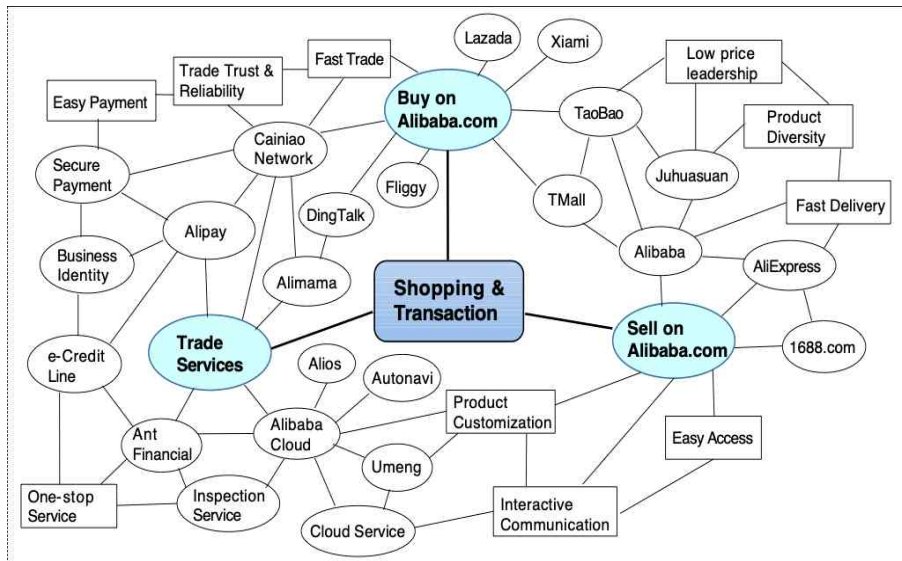 Lazada
Xiami
Fast Trade
Low price
leadership
Trade Trust &
Reliability
Easy Payment
Buy on
Alibaba.com
TaoBao
Product
Diversity
Cainiao
Network
Secure
Payment
Fliggy
Juhuasuan
TMall
Fast Delivery
DingTalk
Alipay
Business
Identity
Alibaba
AliExpress
Alimama
Shopping &
Transaction
Trade
Services
Sell on
Alibaba.com
1688.com
e-Credit
Line
Alios
Autonavi
Product
Customization
Alibaba
Cloud
Ant
Financial
Easy Access
Umeng
One-stop
Service
Inspection
Service
Interactive
Communication
Cloud Service